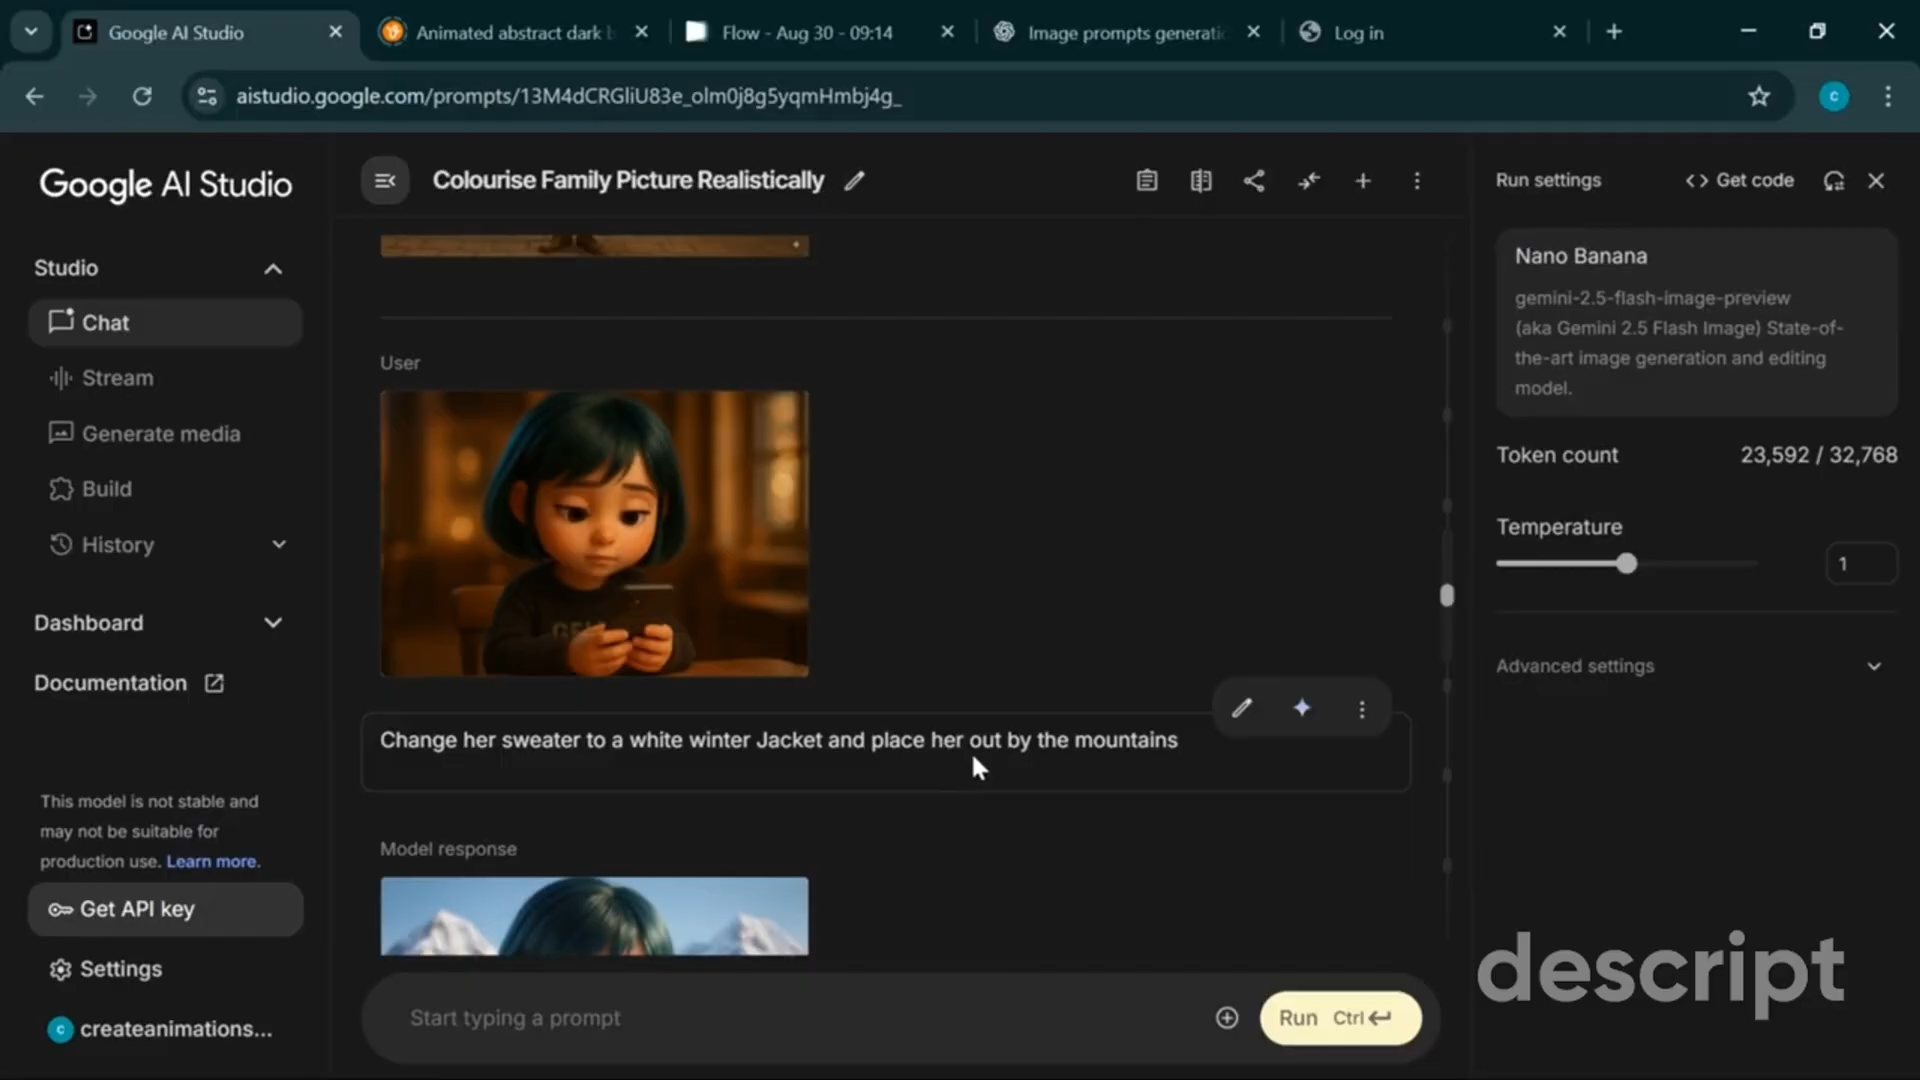 Google AI Studio
Animated abstract dark
Flow - Aug 30 - 09:14
Image prompts generati
Log in
aistudio.google.com/prompts/13M4dCRGliU83e_olm0j8g5yqmHmbj4g_
C
Google AI Studio
Colourise Family Picture Realistically
Run settings
Get code
Studio
Chat
Stream
Generate media
Build
History
Dashboard
Documentation
This model is not stable and
may not be suitable for
production use. Learn more.
Get API key
Settings
c
createanimations...
User
Change her sweater to a white winter Jacket and place her out by the mountains
Model response
Start typing a prompt
Run Ctrl
Nano Banana
gemini-2.5-flash-image-preview
(aka Gemini 2.5 Flash Image) State-of-
the-art image generation and editing
model.
Token count
23,592 / 32,768
Temperature
1
Advanced settings
descript